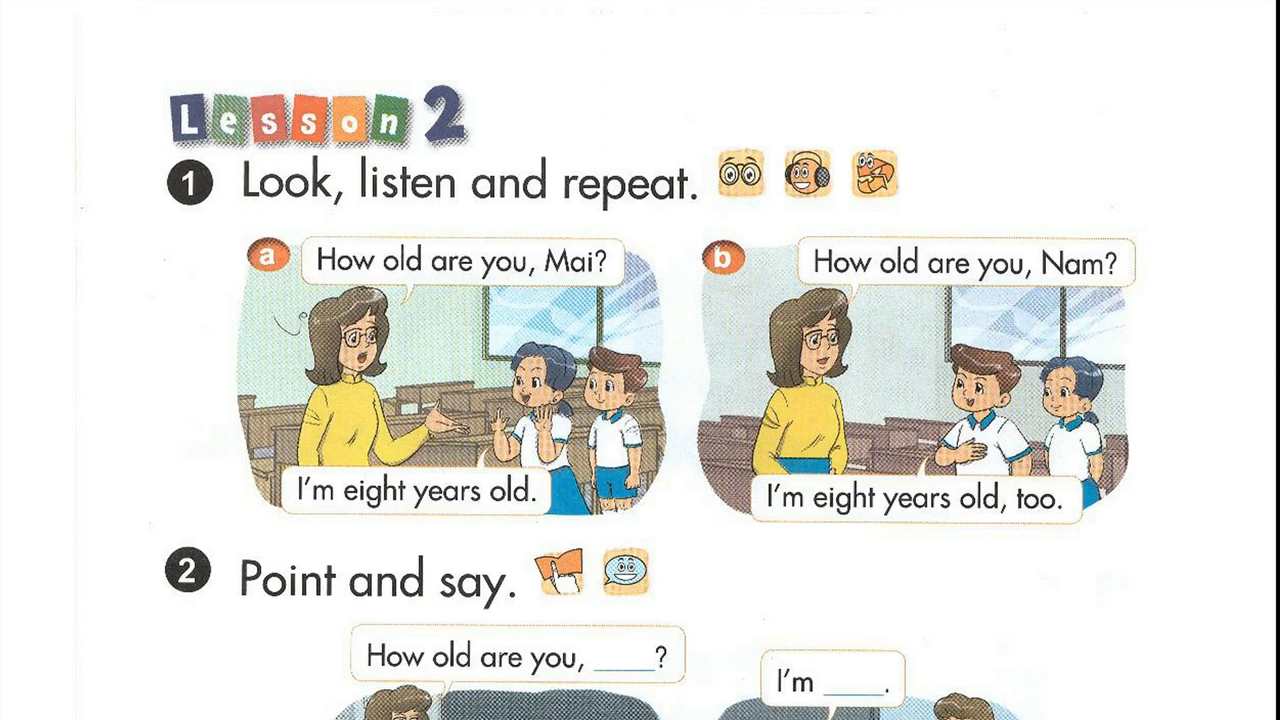 Lesson 2
1 Look, listen and repeat.
a How old are you, Mai?
I'm eight years old.
b How old are you, Nam?
I'm eight years old, too.
2 Point and say.
How old are you, ____?
I'm ____.